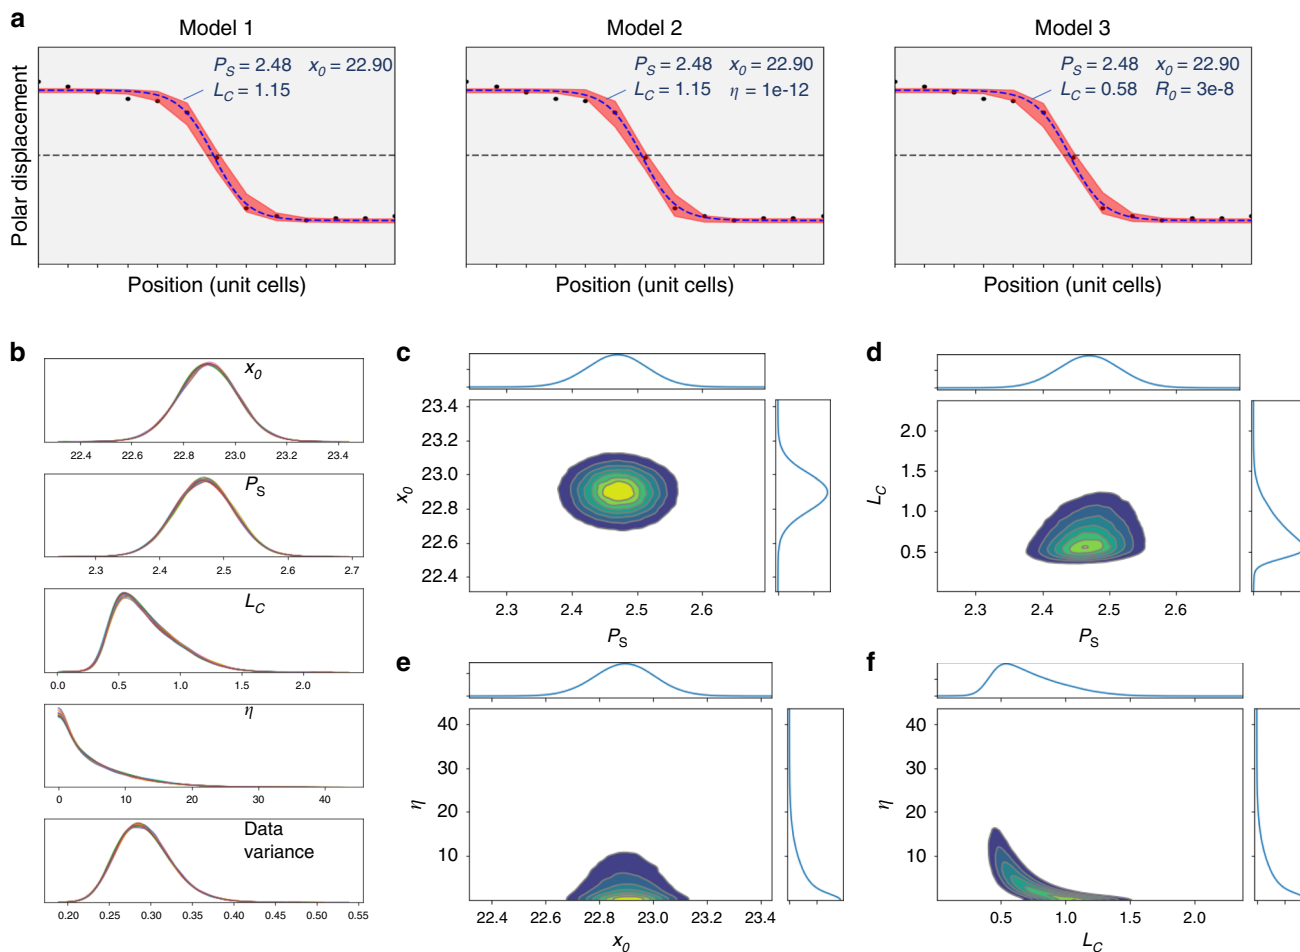 a
Model 1
Model 2
Model 3
Polar displacement
P_S = 2.48 x_0 = 22.90
L_C = 1.15
P_S = 2.48 x_0 = 22.90
L_C = 1.15 η = 1e-12
P_S = 2.48 x_0 = 22.90
L_C = 0.58 R_0 = 3e-8
Position (unit cells)
Position (unit cells)
Position (unit cells)
b
x_0
22.4 22.6 22.8 23.0 23.2 23.4
P_S
2.3 2.4 2.5 2.6 2.7
L_C
0.0 0.5 1.0 1.5 2.0
η
0 10 20 30 40
Data
variance
0.20 0.25 0.30 0.35 0.40 0.45 0.50 0.55
c
x_0
23.4
23.2
23.0
22.8
22.6
22.4
2.3 2.4 2.5 2.6
P_S
d
L_C
2.0
1.5
1.0
0.5
2.3 2.4 2.5 2.6
P_S
e
η
40
30
20
10
22.4 22.6 22.8 23.0 23.2 23.4
x_0
f
η
40
30
20
10
0.5 1.0 1.5 2.0
L_C